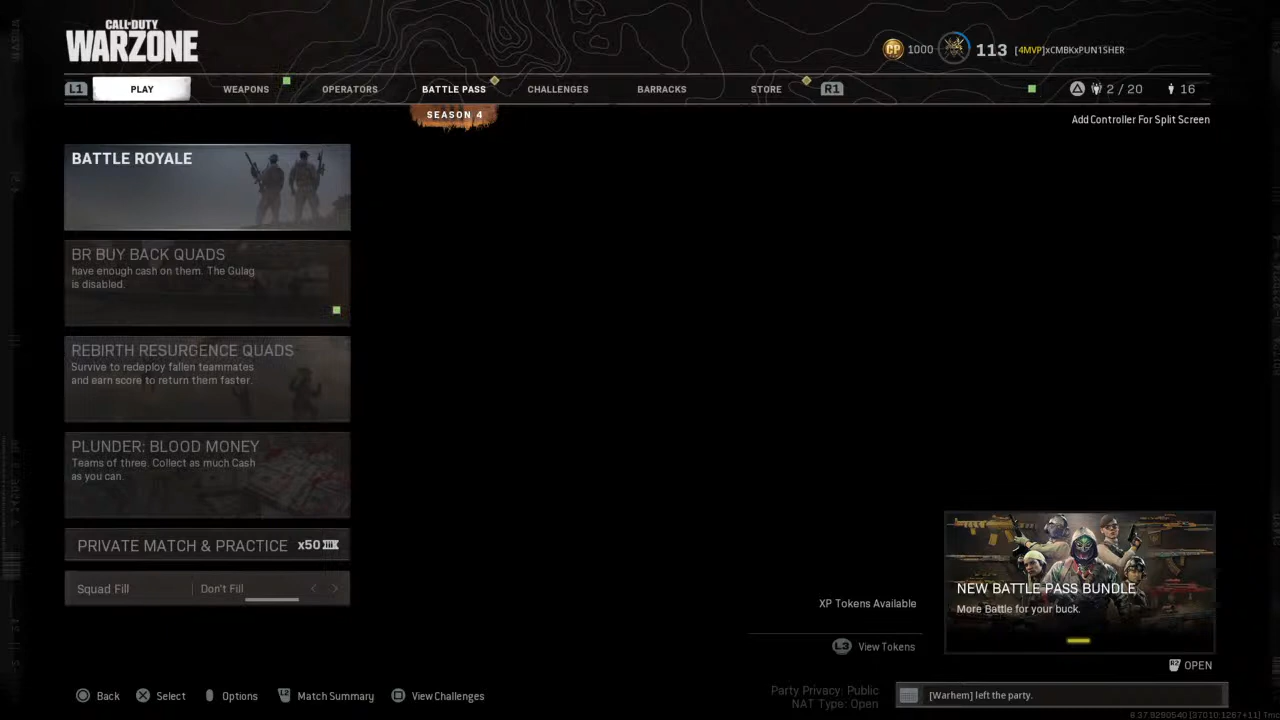 CALL OF DUTY
WARZONE
CP 1000
113
[4MVP]xCMBKxPUN1SHER
L1
PLAY
WEAPONS
OPERATORS
BATTLE PASS
CHALLENGES
BARRACKS
STORE
R1
2 / 20
16
SEASON 4
Add Controller For Split Screen
BATTLE ROYALE
BR BUY BACK QUADS
have enough cash on them. The Gulag
is disabled.
REBIRTH RESURGENCE QUADS
Survive to redeploy fallen teammates
and earn score to return them faster.
PLUNDER: BLOOD MONEY
Teams of three. Collect as much Cash
as you can.
PRIVATE MATCH & PRACTICE x50
Squad Fill
Don't Fill
NEW BATTLE PASS BUNDLE
More Battle for your buck.
XP Tokens Available
L3 View Tokens
R2 OPEN
Back
Select
Options
L2 Match Summary
View Challenges
Party Privacy: Public
NAT Type: Open
[Warhem] left the party.